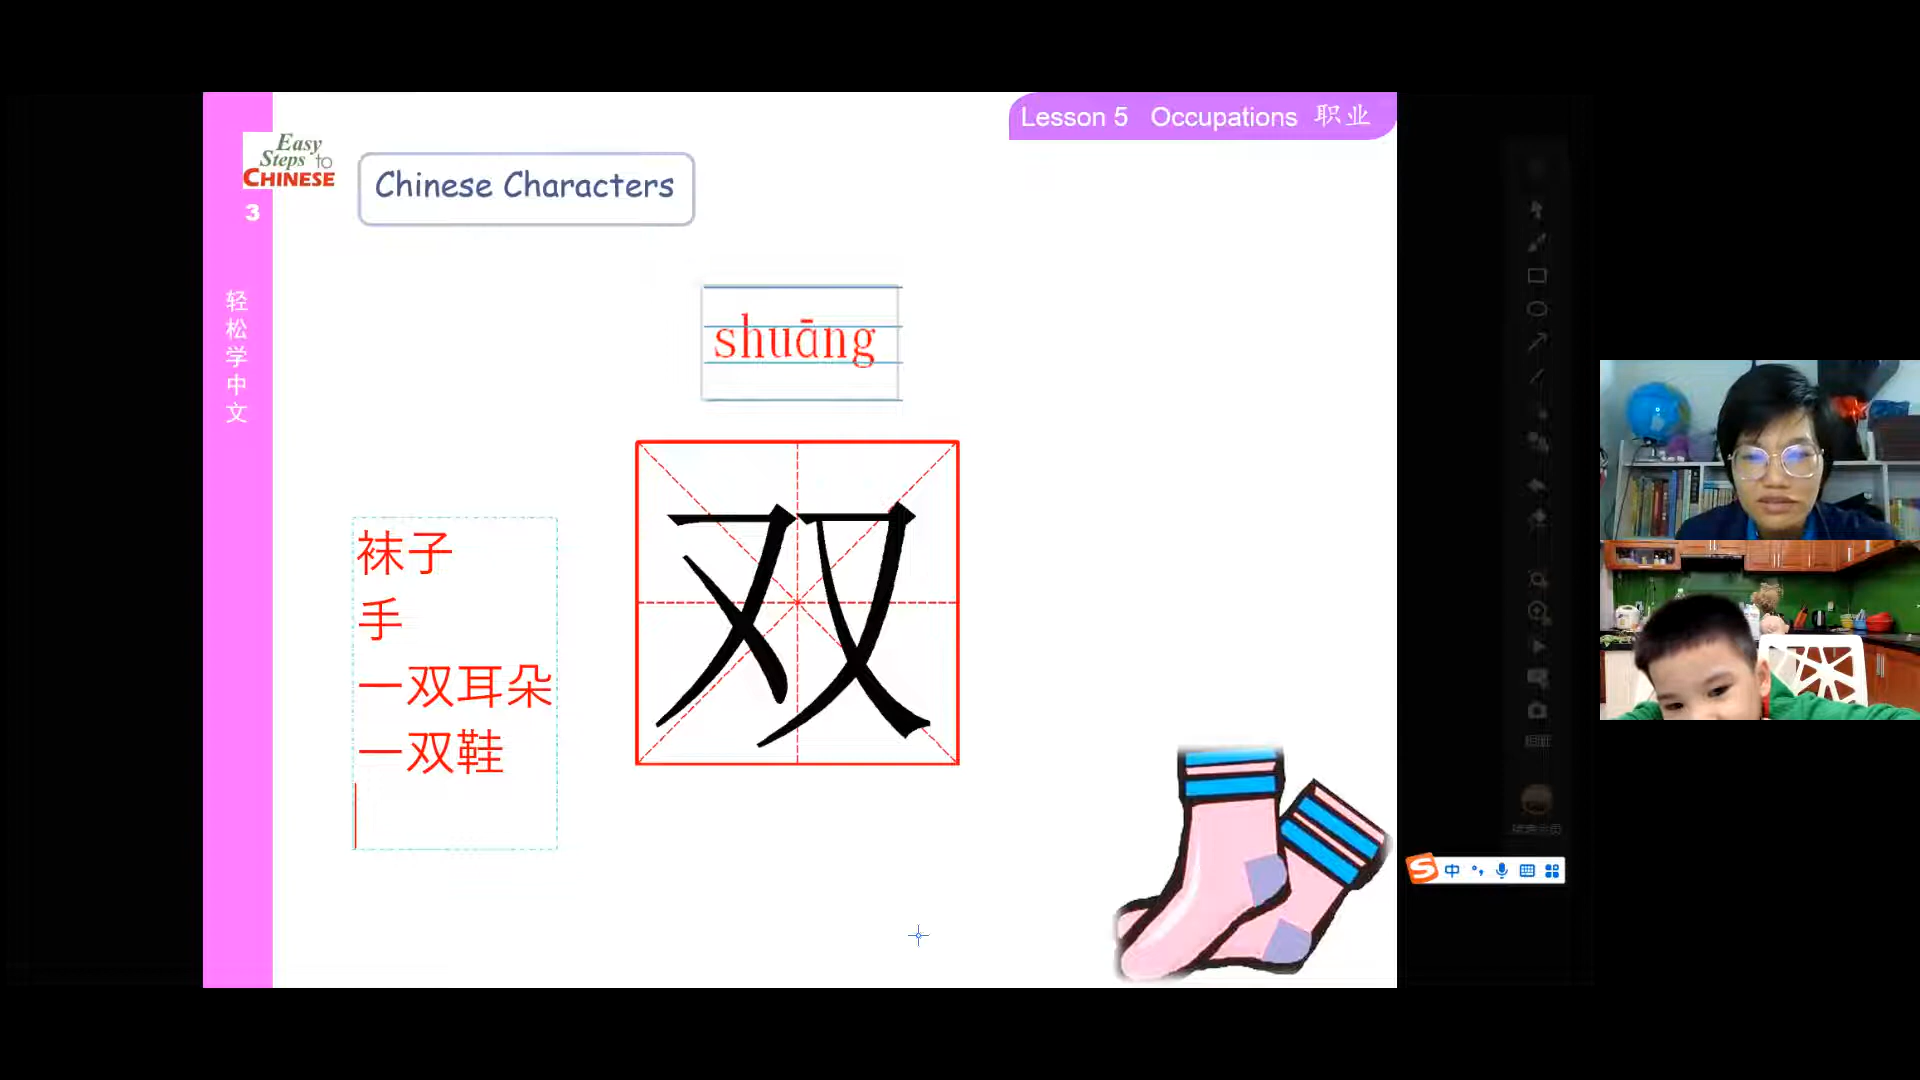 Lesson 5 Occupations 职业
Easy
Steps to
CHINESE
3
Chinese Characters
轻松学中文
shuāng
双
袜子
手
一双耳朵
一双鞋
中